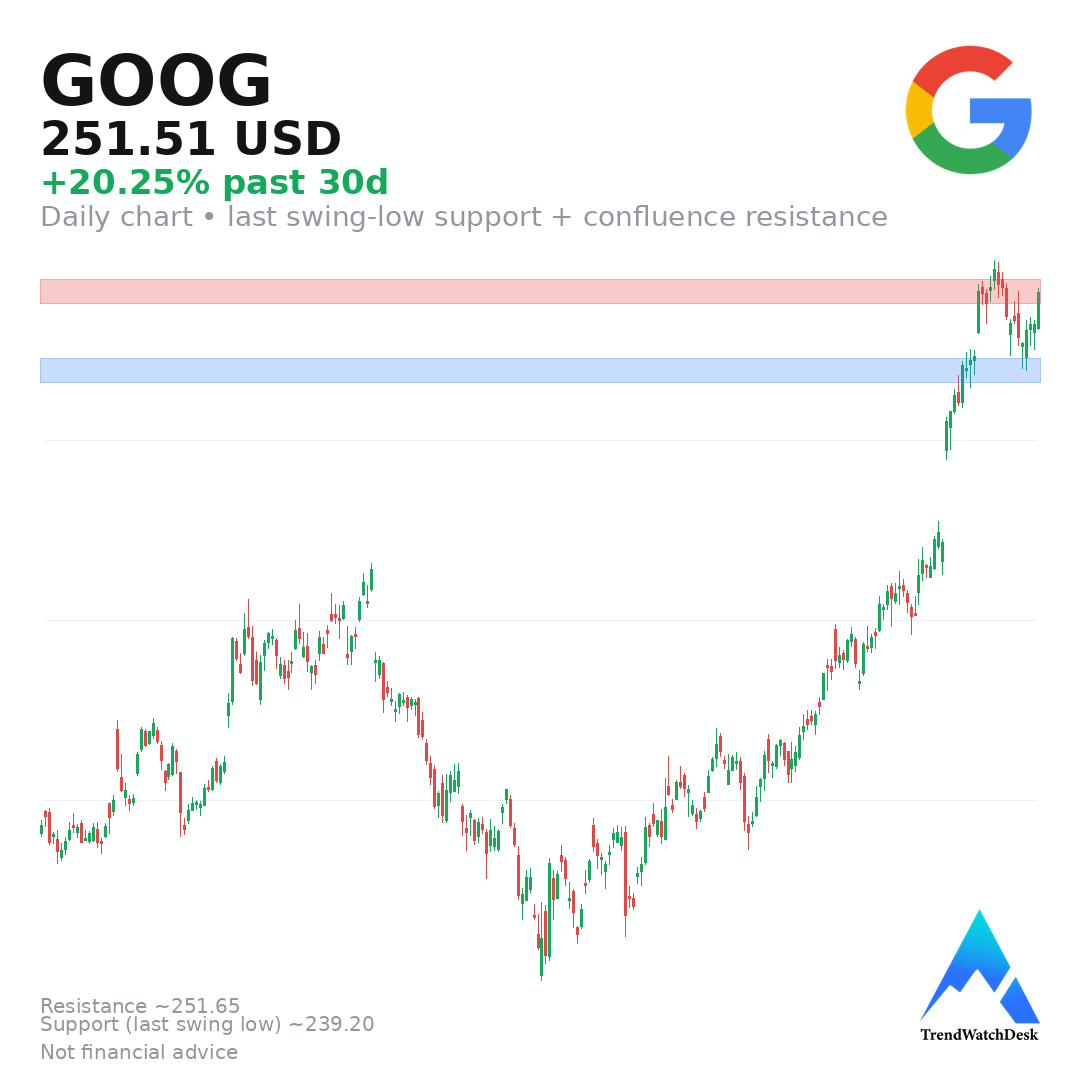 GOOG
251.51 USD
+20.25% past 30d
Daily chart • last swing-low support + confluence resistance
Resistance ~251.65
Support (last swing low) ~239.20
Not financial advice
TrendWatchDesk